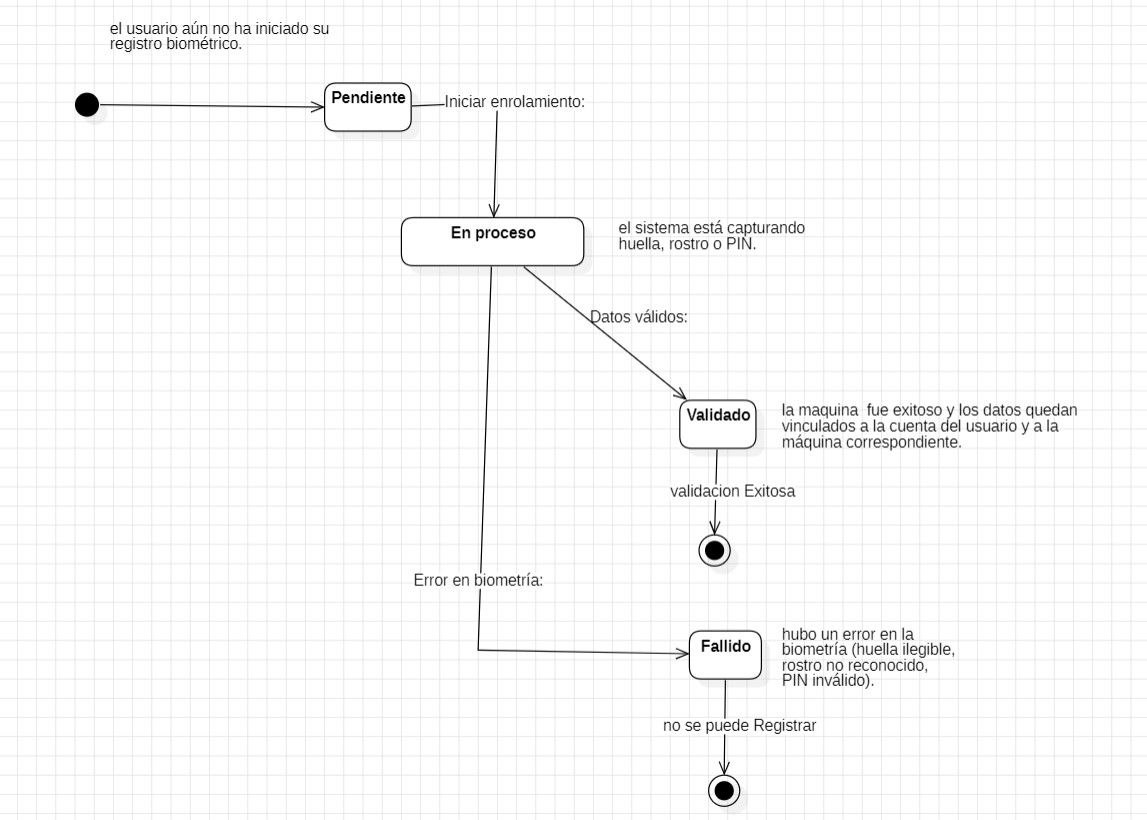 el usuario aún no ha iniciado su
registro biométrico.
Pendiente
Iniciar enrolamiento:
En proceso
el sistema está capturando
huella, rostro o PIN.
Datos válidos:
Validado
la maquina  fue exitoso y los datos quedan
vinculados a la cuenta del usuario y a la
máquina correspondiente.
validacion Exitosa
Error en biometría:
Fallido
hubo un error en la
biometría (huella ilegible,
rostro no reconocido,
PIN inválido).
no se puede Registrar